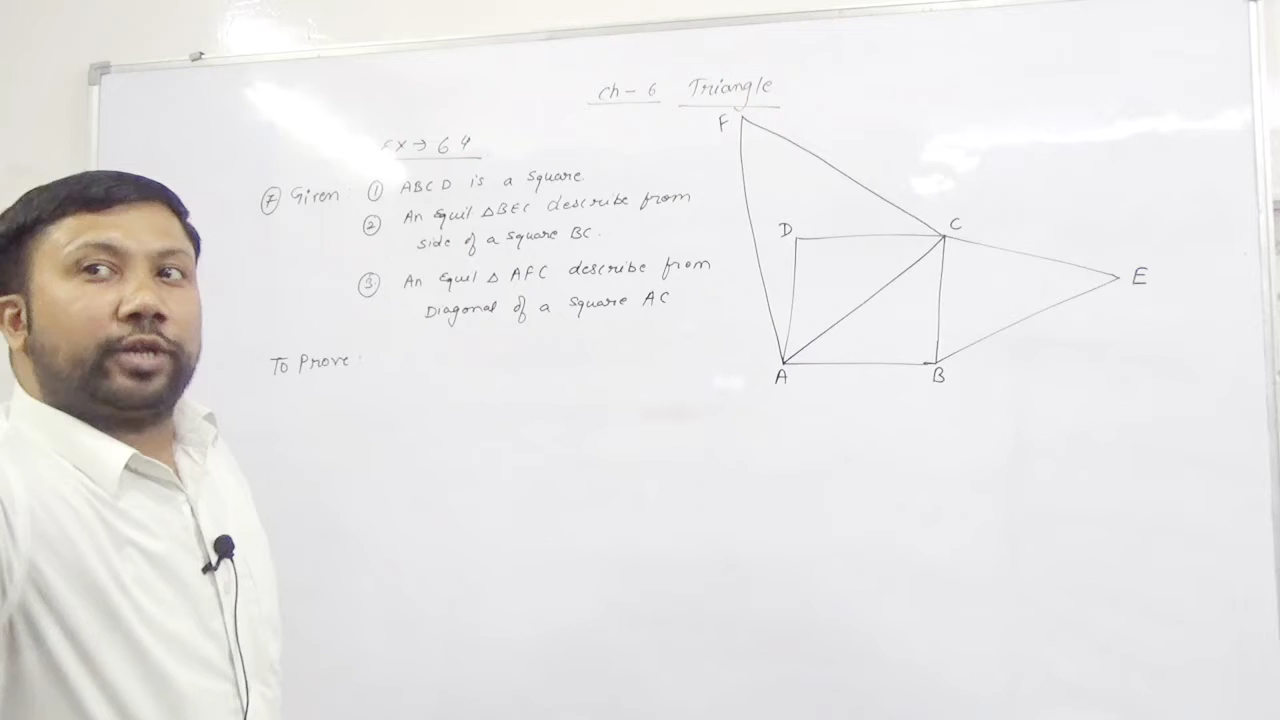 Ch - 6 Triangle
EX → 6 4
7 Given : 1 ABCD is a square
2 An Equil △BEC describe from
side of a square BC.
3 An Equil △ AFC describe from
Diagonal of a square AC
To Prove :
F
D
C
E
A
B